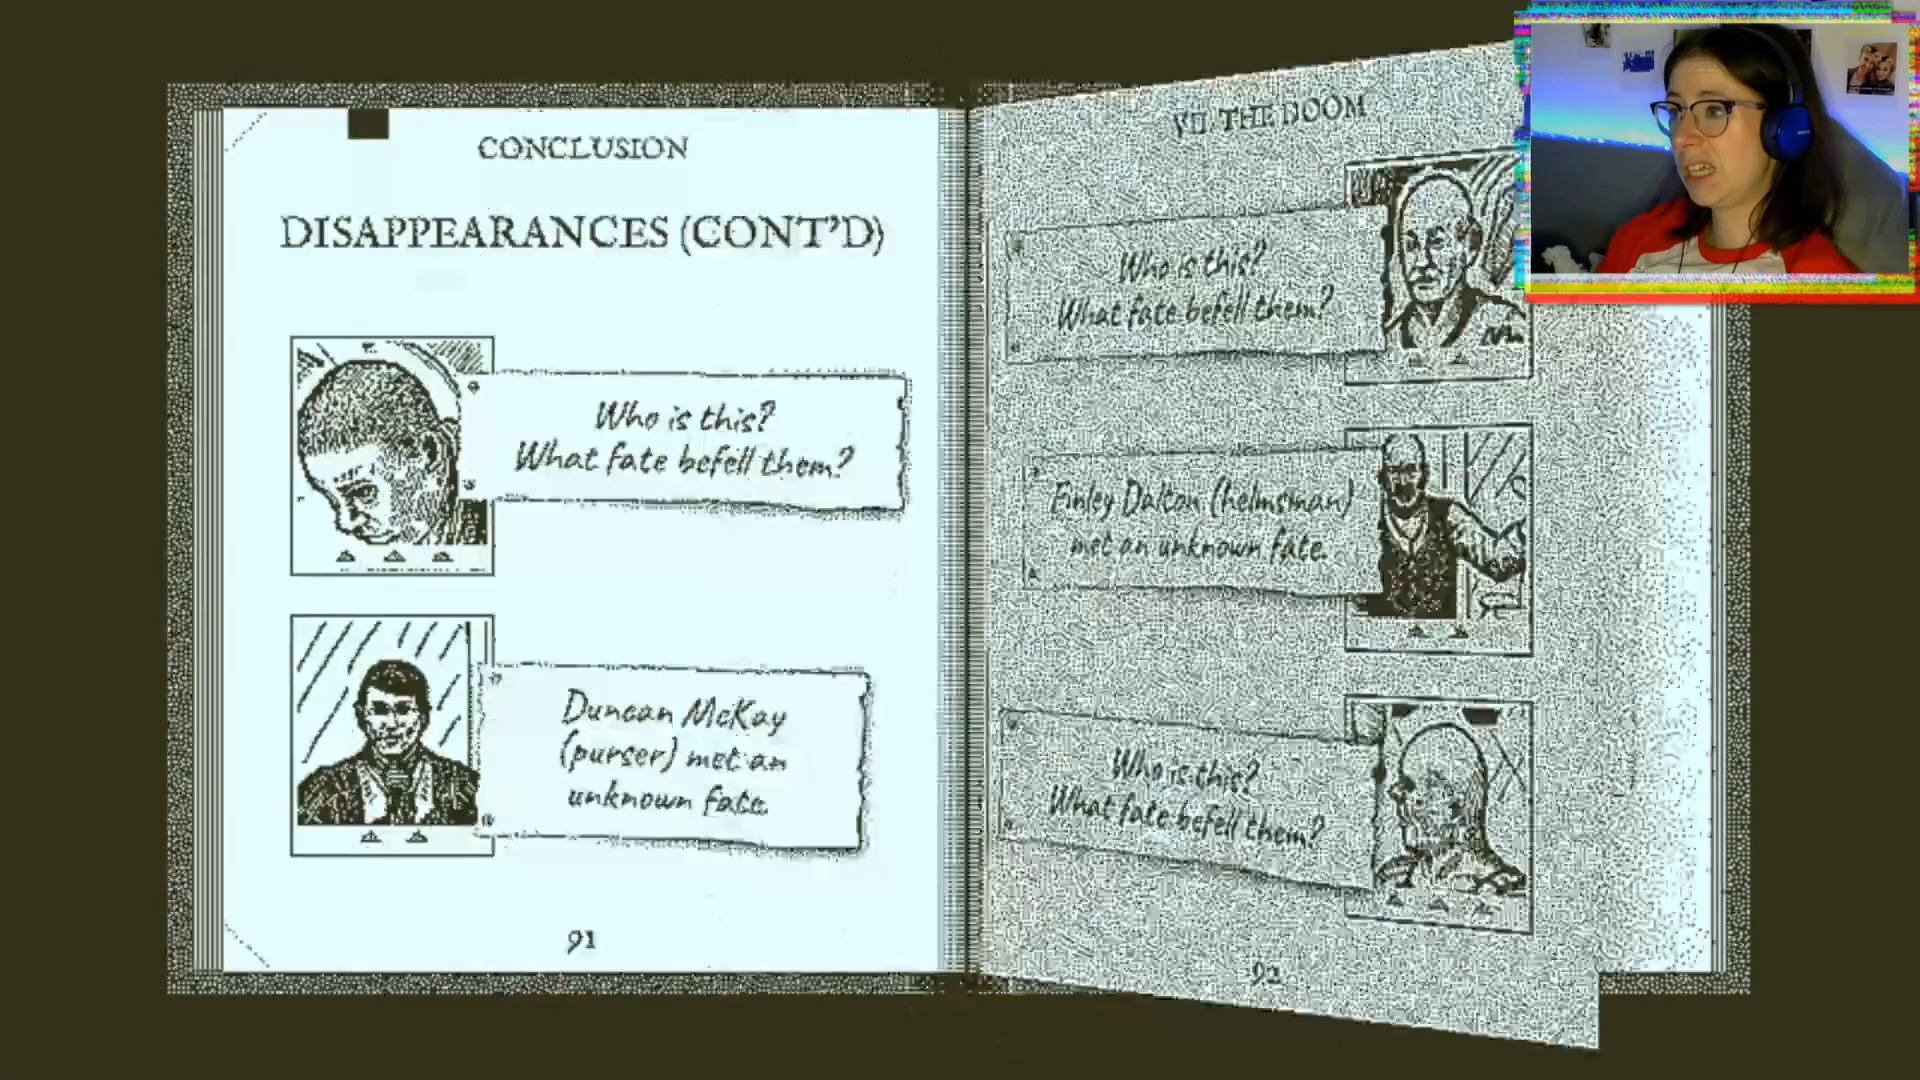 CONCLUSION
DISAPPEARANCES (CONT'D)
Who is this?
What fate befell them?
Duncan McKay
(purser) met an
unknown fate.
91
VII. THE DOOM
Who is this?
What fate befell them?
Finley Dalton (helmsman)
met an unknown fate.
Who is this?
What fate befell them?
92